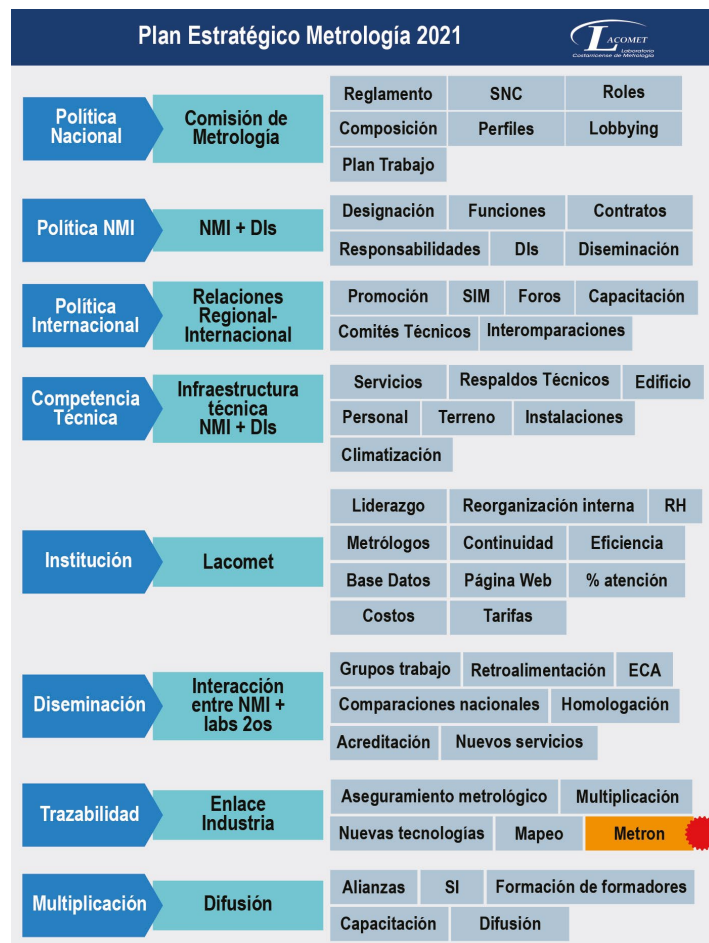 Plan Estratégico Metrología 2021
LACOMET
Laboratorio
Costarricense de Metrología
Política
Nacional
Comisión de
Metrología
Reglamento
SNC
Roles
Composición
Perfiles
Lobbying
Plan Trabajo
Política NMI
NMI + DIs
Designación
Funciones
Contratos
Responsabilidades
DIs
Diseminación
Política
Internacional
Relaciones
Regional-
Internacional
Promoción
SIM
Foros
Capacitación
Comités Técnicos
Interomparaciones
Competencia
Técnica
Infraestructura
técnica
NMI + DIs
Servicios
Respaldos Técnicos
Edificio
Personal
Terreno
Instalaciones
Climatización
Institución
Lacomet
Liderazgo
Reorganización interna
RH
Metrólogos
Continuidad
Eficiencia
Base Datos
Página Web
% atención
Costos
Tarifas
Diseminación
Interacción
entre NMI +
labs 2os
Grupos trabajo
Retroalimentación
ECA
Comparaciones nacionales
Homologación
Acreditación
Nuevos servicios
Trazabilidad
Enlace
Industria
Aseguramiento metrológico
Multiplicación
Nuevas tecnologías
Mapeo
Metron
Multiplicación
Difusión
Alianzas
SI
Formación de formadores
Capacitación
Difusión